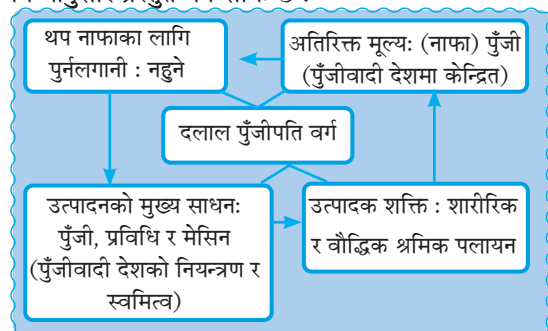 थप नाफाका लागि
पुर्नलगानी : नहुने
अतिरिक्त मूल्य: (नाफा) पुँजी
(पुँजीवादी देशमा केन्द्रित)
दलाल पुँजीपति वर्ग
उत्पादनको मुख्य साधन:
पुँजी, प्रविधि र मेसिन
(पुँजीवादी देशको नियन्त्रण र
स्वमित्व)
उत्पादक शक्ति : शारीरिक
र वौद्धिक श्रमिक पलायन